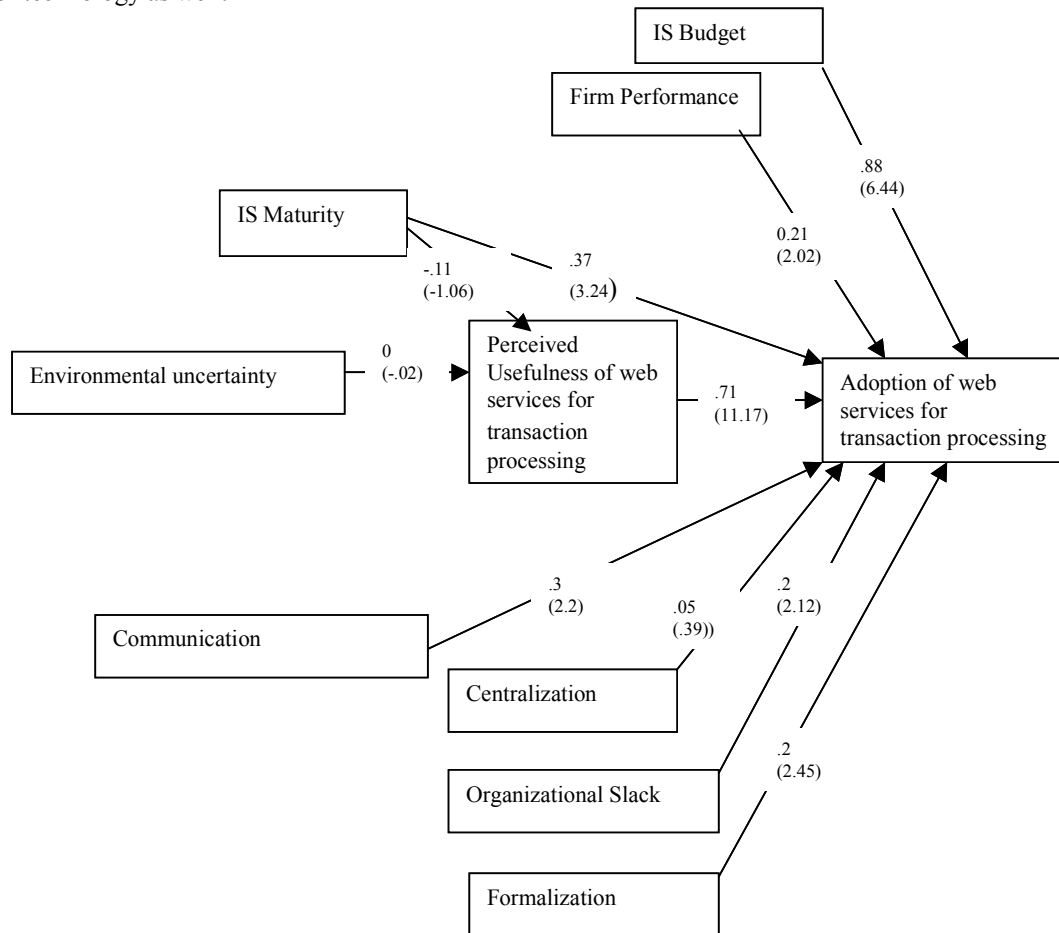 IS Budget
Firm Performance
.88
(6.44)
IS Maturity
0.21
(2.02)
-.11
(-1.06)
.37
(3.24)
Environmental uncertainty
0
(-.02)
Perceived
Usefulness of web
services for
transaction
processing
.71
(11.17)
Adoption of web
services for
transaction processing
Communication
.3
(2.2)
.05
(.39))
.2
(2.12)
Centralization
.2
(2.45)
Organizational Slack
Formalization